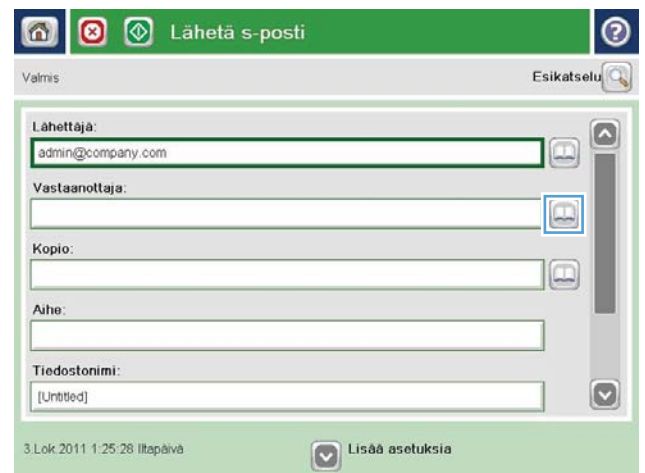 Lähetä s-posti
Valmis
Esikatselu
Lähettäjä:
admin@company.com
Vastaanottaja:
Kopio:
Aihe:
Tiedostonimi:
[Untitled]
3.Lok.2011 1:25:28 Iltapäivä
Lisää asetuksia